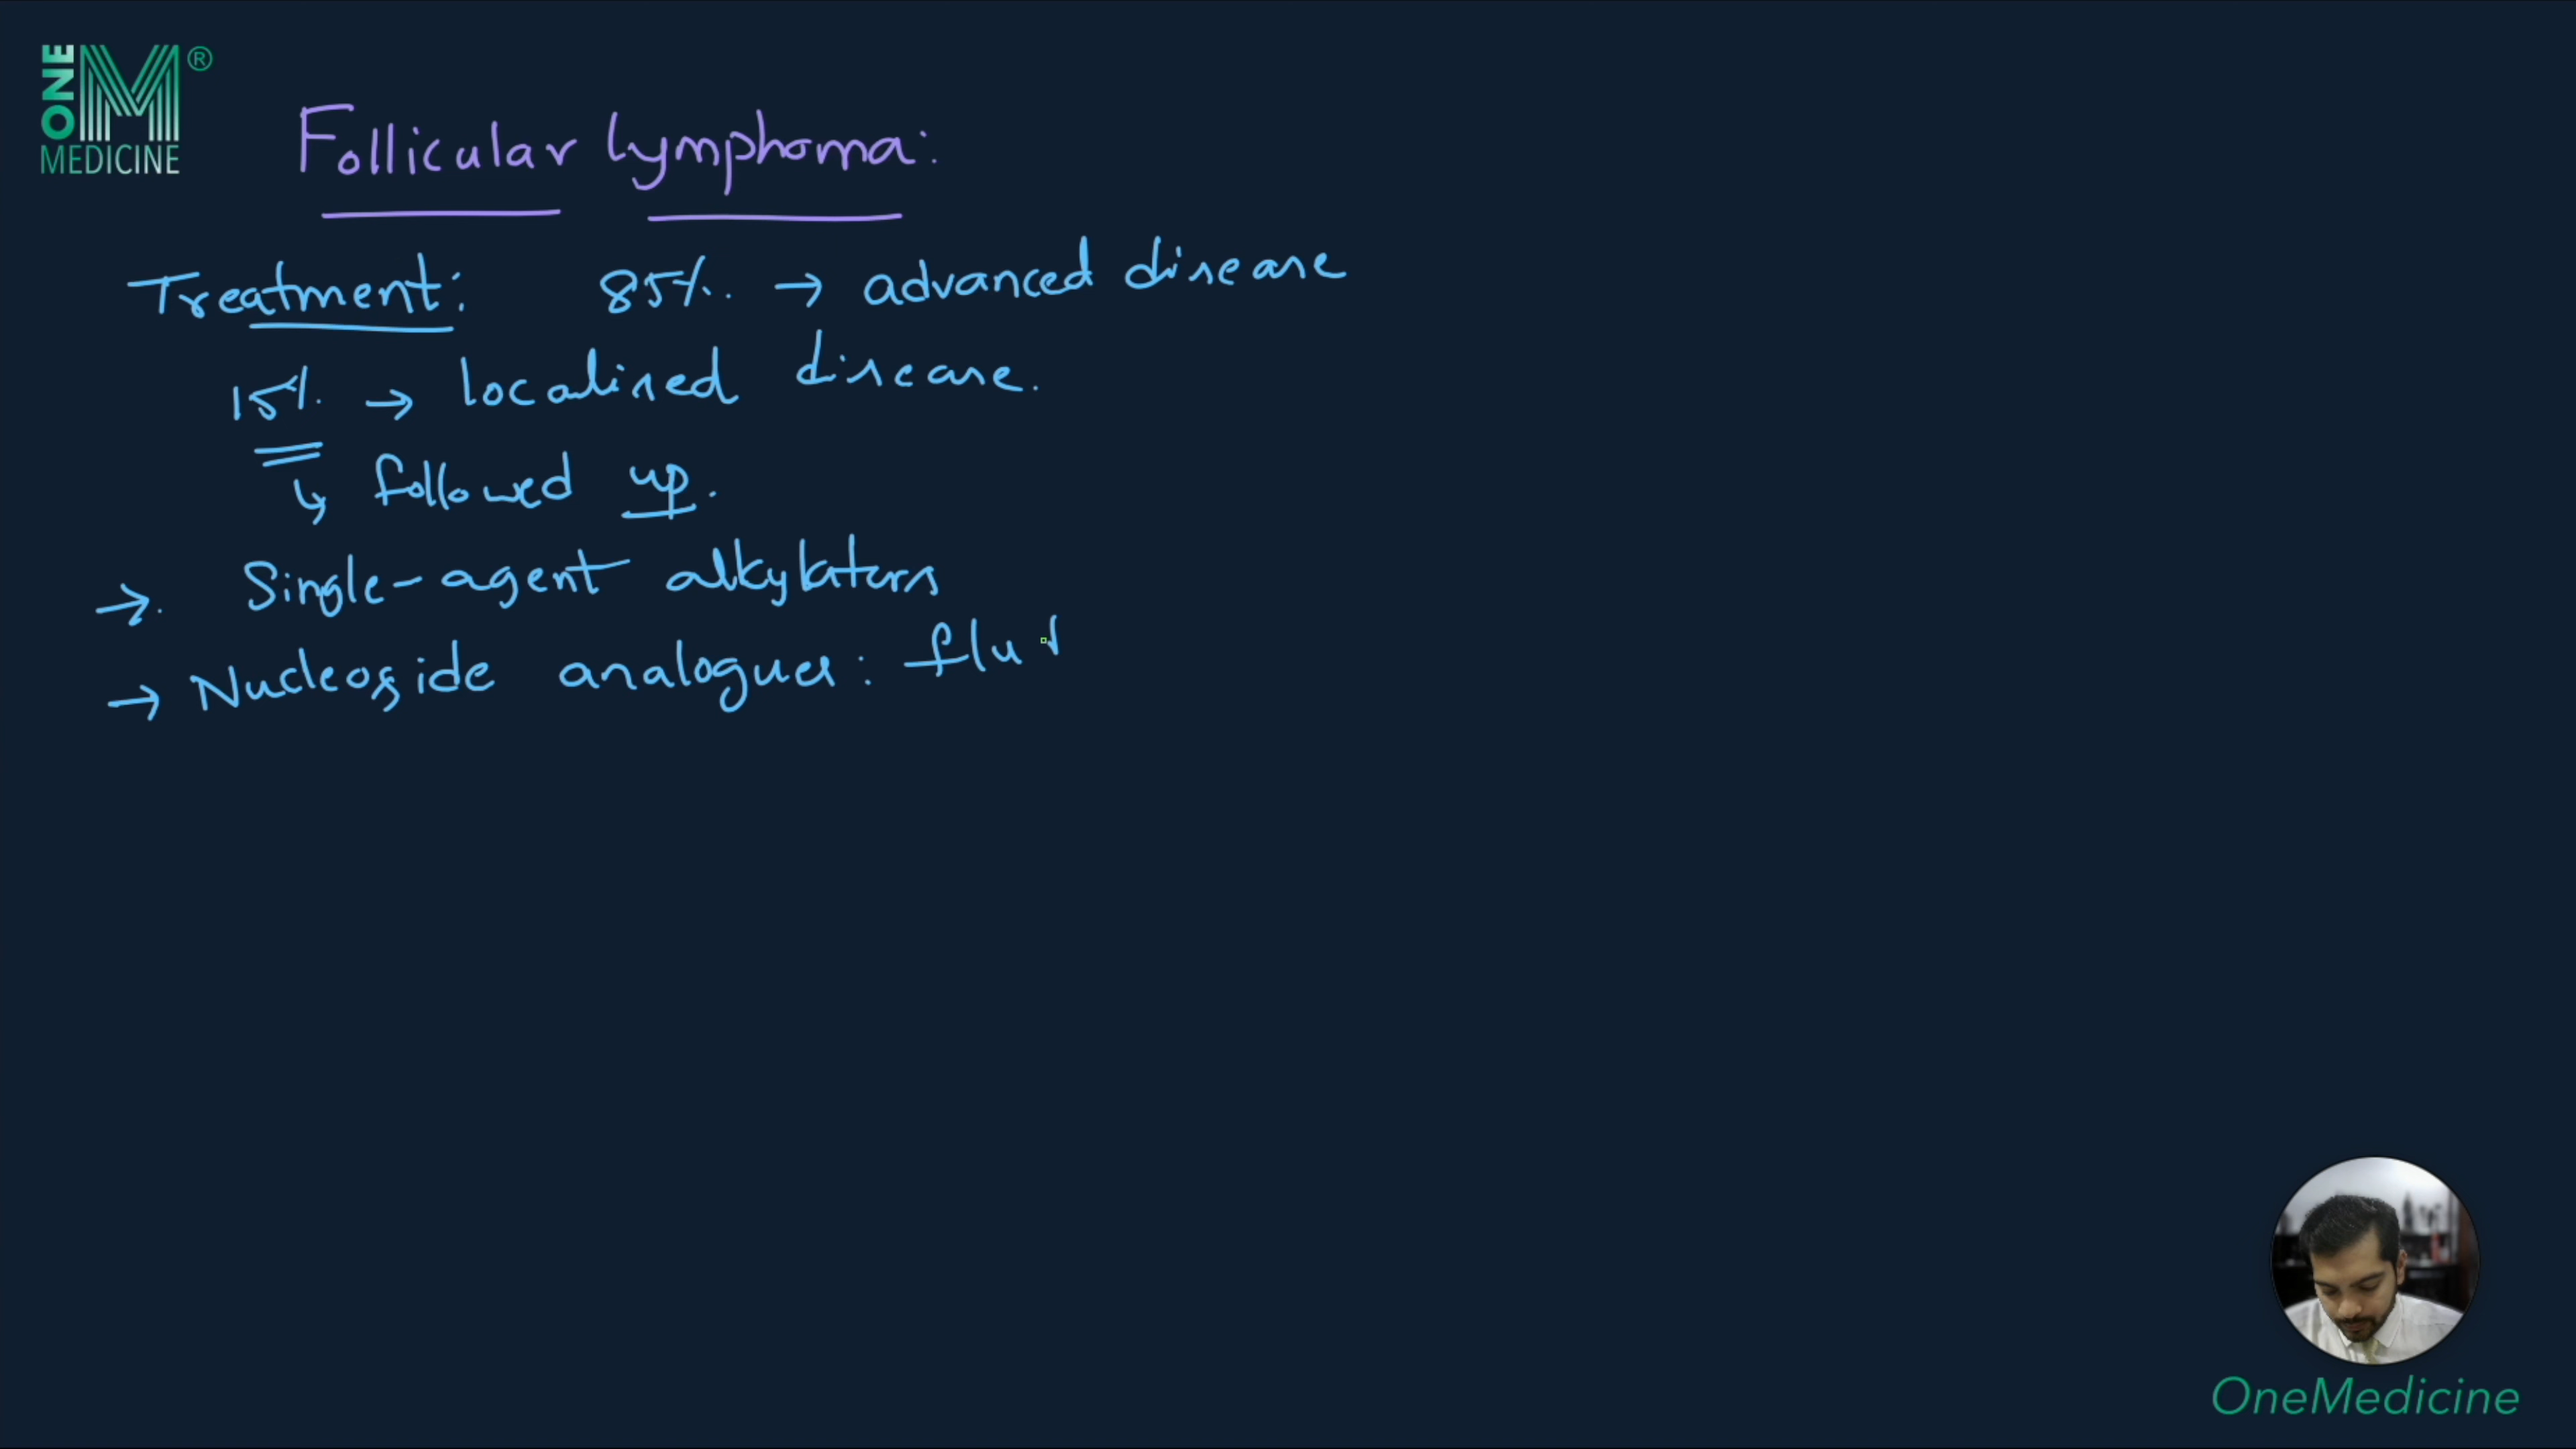 ONE
M®
MEDICINE
Follicular lymphoma:
Treatment: 85% → advanced disease
15% → localised disease.
↳ followed up.
→ Single-agent alkylators
→ Nucleoside analogues: flud
OneMedicine